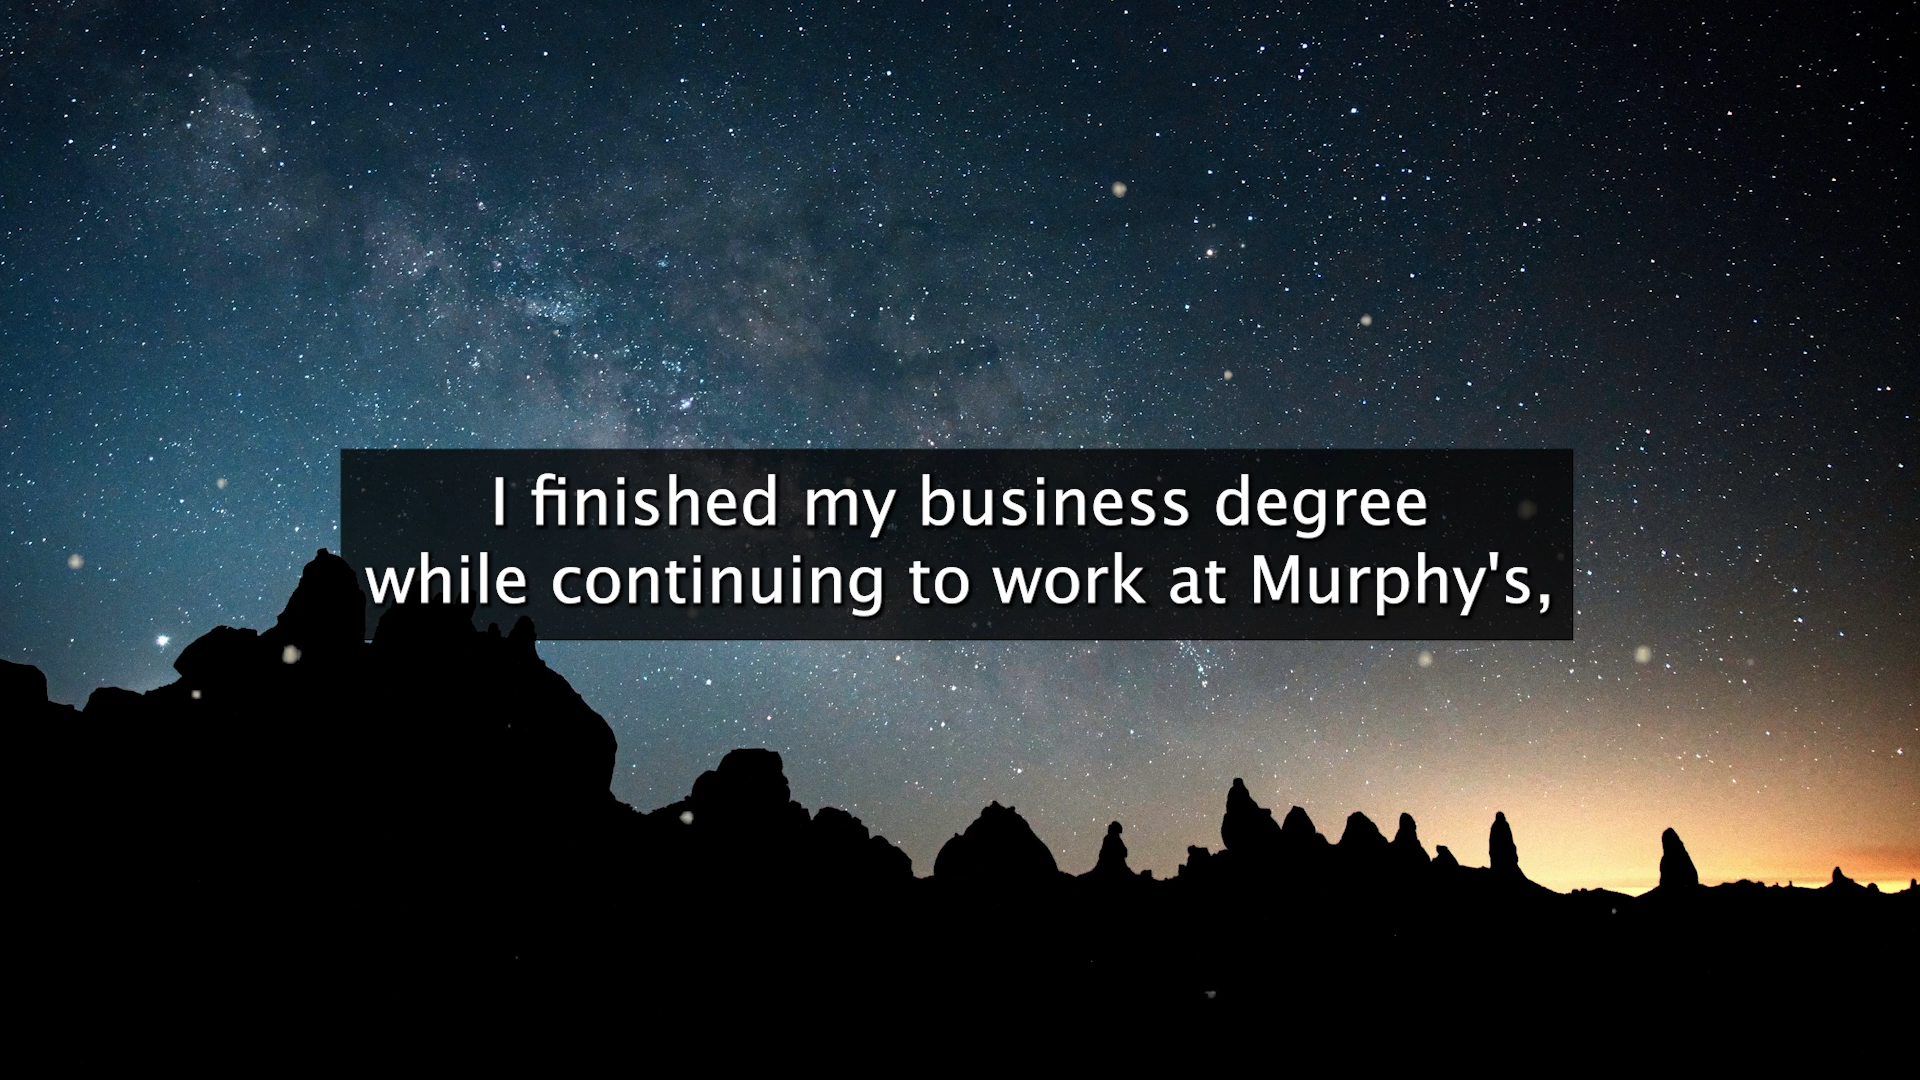 I finished my business degree
while continuing to work at Murphy's,